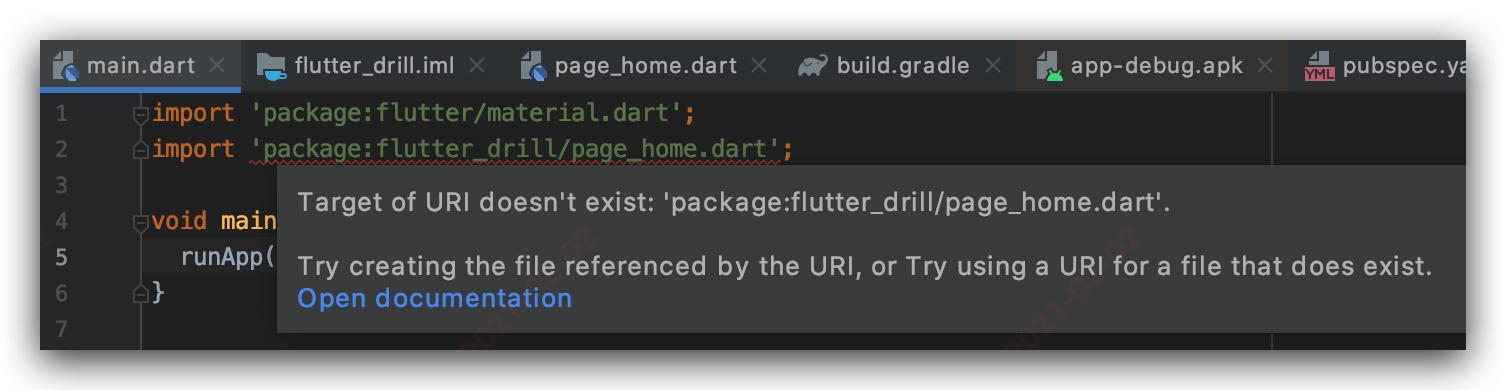 main.dart flutter_drill.iml page_home.dart build.gradle app-debug.apk pubspec.ya
1 import 'package:flutter/material.dart';
2 import 'package:flutter_drill/page_home.dart';
3
Target of URI doesn't exist: 'package:flutter_drill/page_home.dart'.
4 void main
5 runApp(
Try creating the file referenced by the URI, or Try using a URI for a file that does exist.
6 }
Open documentation
7
YML
2021-02-02
2021-02-02